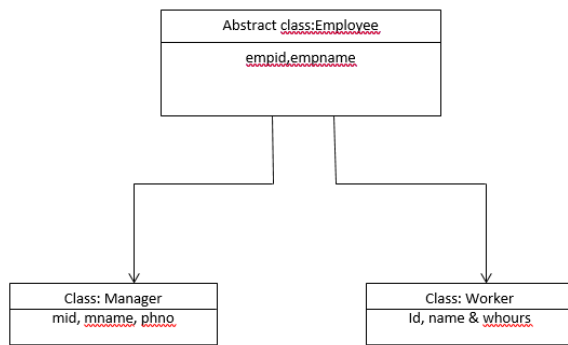 Abstract class:Employee
empid,empname
Class: Manager
mid, mname, phno
Class: Worker
Id, name & whours